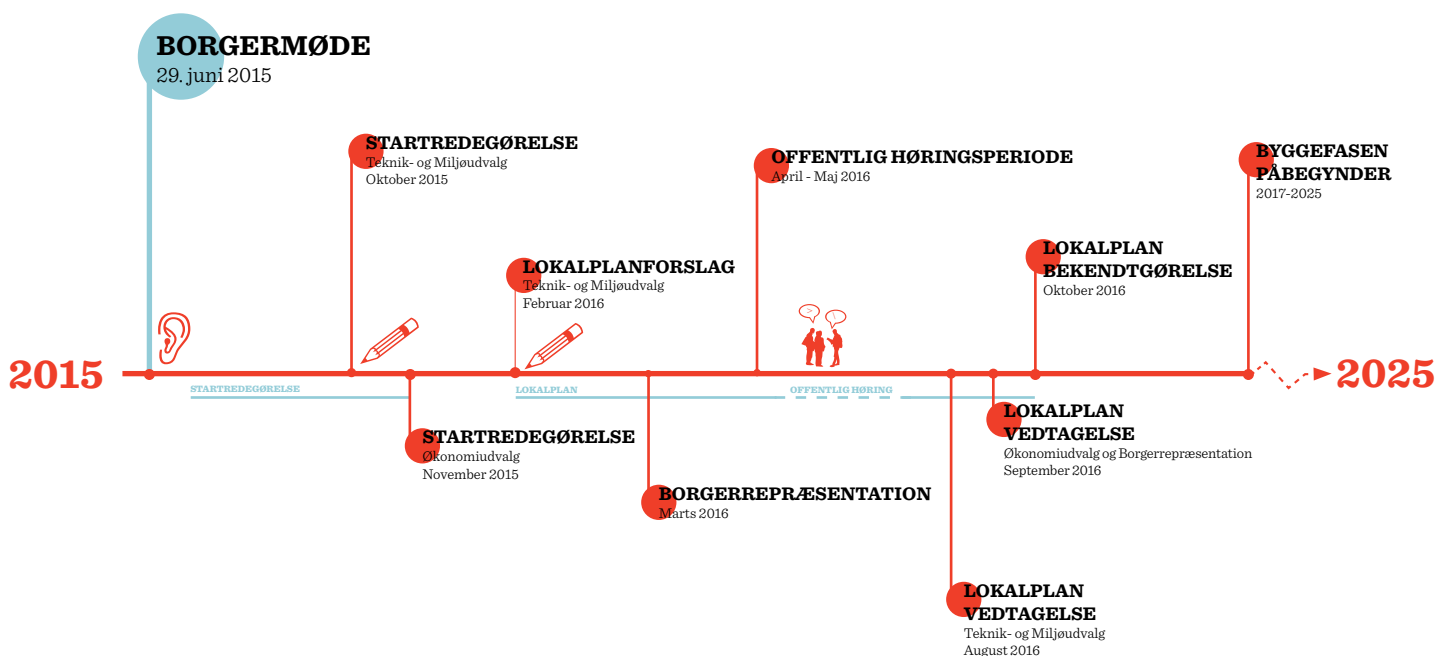 BORGERMØDE
29. juni 2015
STARTREDEGØRELSE
Teknik- og Miljøudvalg
Oktober 2015
OFFENTLIG HØRINGSPERIODE
April - Maj 2016
BYGGEFASEN
PÅBEGYNDER
2017-2025
LOKALPLANFORSLAG
Teknik- og Miljøudvalg
Februar 2016
LOKALPLAN
BEKENDTGØRELSE
Oktober 2016
2015
2025
STARTREDEGØRELSE
LOKALPLAN
OFFENTLIG HØRING
STARTREDEGØRELSE
Økonomiudvalg
November 2015
LOKALPLAN
VEDTAGELSE
Økonomiudvalg og Borgerrepræsentation
September 2016
BORGERREPRÆSENTATION
Marts 2016
LOKALPLAN
VEDTAGELSE
Teknik- og Miljøudvalg
August 2016